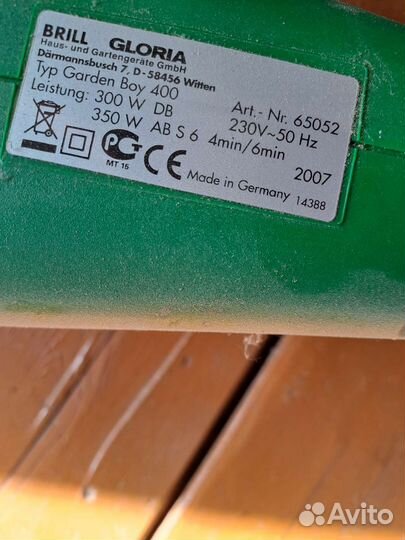 BRILL GLORIA
Haus- und Gartengeräte GmbH
Därmannsbusch 7, D - 58456 Witten
Typ Garden Boy 400 Art.- Nr. 65052
Leistung: 300 W DB 230V~50 Hz
350 W AB S 6 4min/6min
PGT CE 2007
MT 15 Made in Germany 14388
Avito